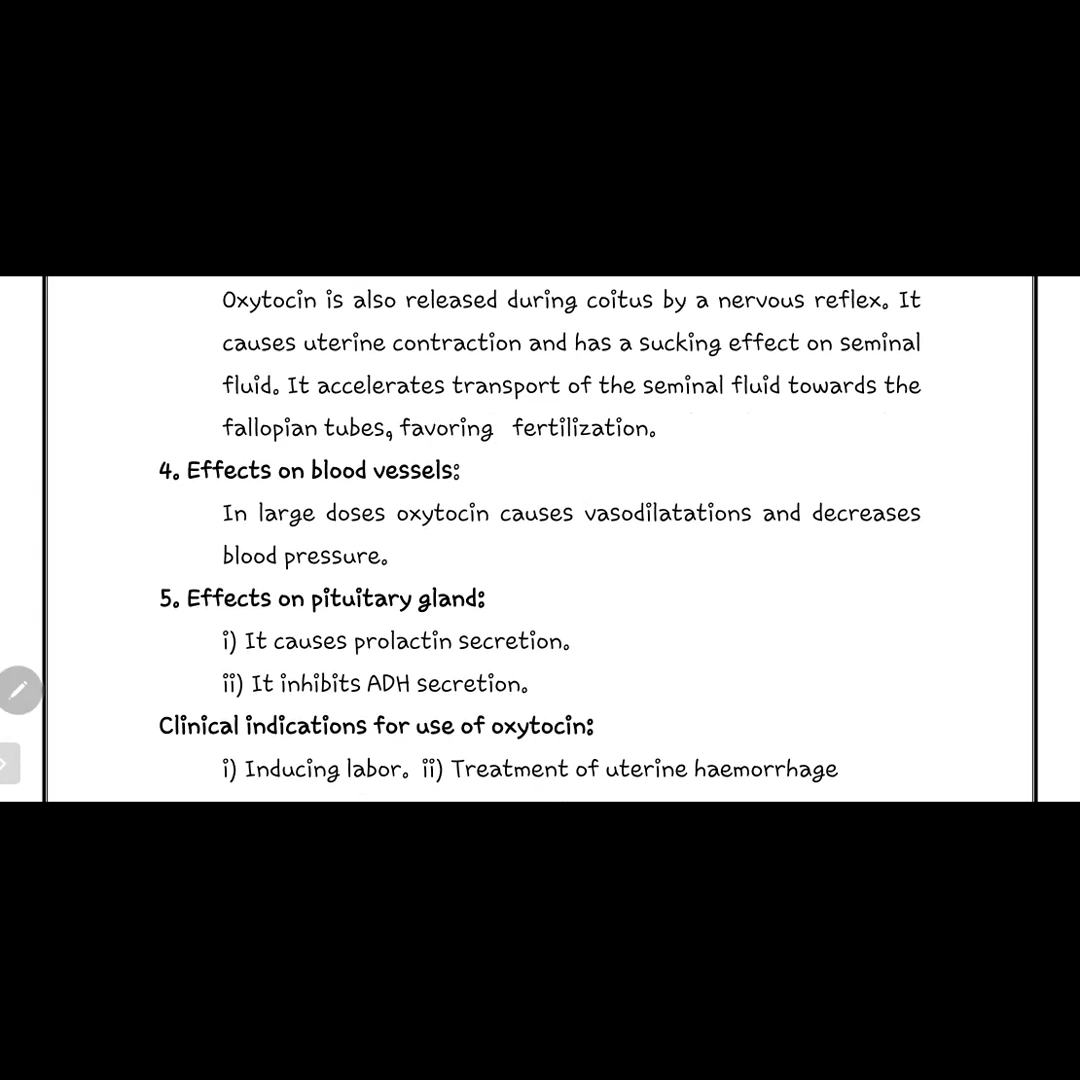 Oxytocin is also released during coitus by a nervous reflex. It
causes uterine contraction and has a sucking effect on seminal
fluid. It accelerates transport of the seminal fluid towards the
fallopian tubes, favoring fertilization.
4. Effects on blood vessels:
In large doses oxytocin causes vasodilatations and decreases
blood pressure.
5. Effects on pituitary gland:
i) It causes prolactin secretion.
ii) It inhibits ADH secretion.
Clinical indications for use of oxytocin:
i) Inducing labor. ii) Treatment of uterine haemorrhage